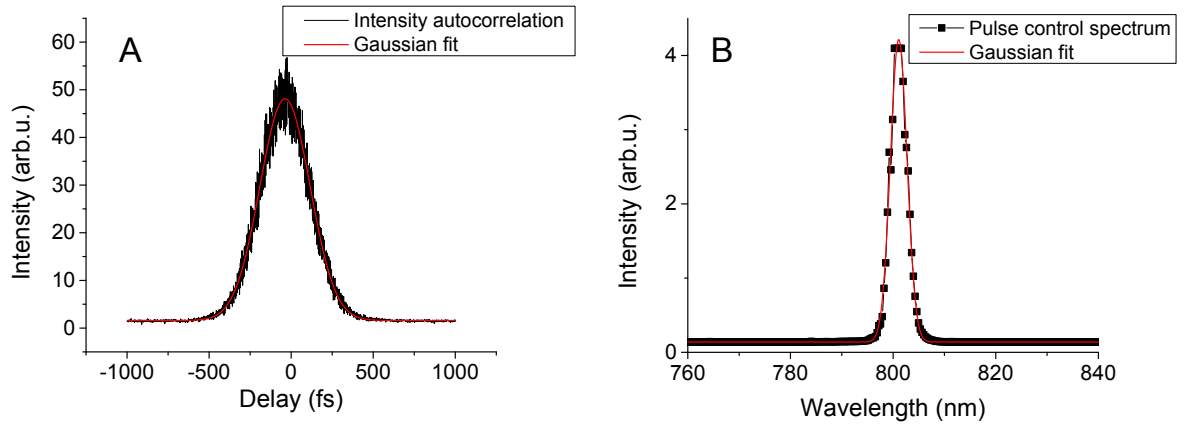 A
Intensity autocorrelation
Gaussian fit
60
50
40
30
20
10
0
Intensity (arb.u.)
-1000 -500 0 500 1000
Delay (fs)
B
Pulse control spectrum
Gaussian fit
4
2
0
Intensity (arb.u.)
760 780 800 820 840
Wavelength (nm)